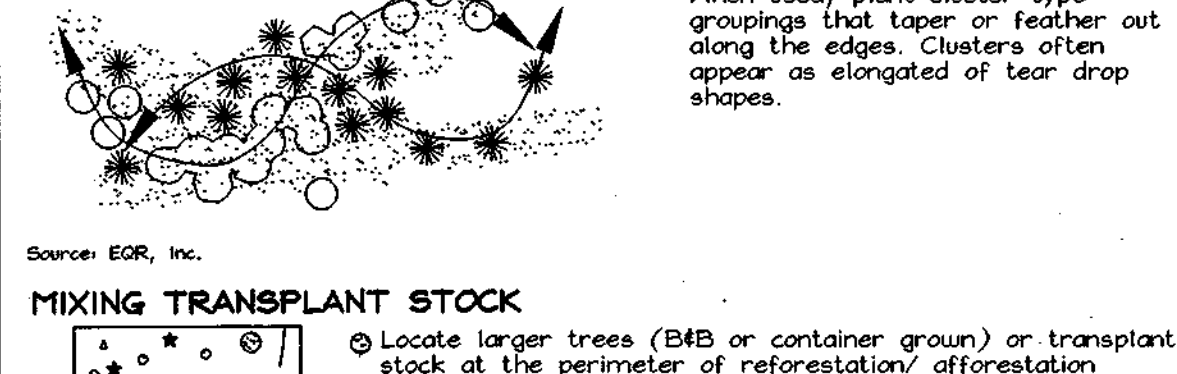 groupings that taper or feather out
along the edges. Clusters often
appear as elongated of tear drop
shapes.
Source: EQR, Inc.
MIXING TRANSPLANT STOCK
Locate larger trees (B&B or container grown) or transplant
stock at the perimeter of reforestation/ afforestation